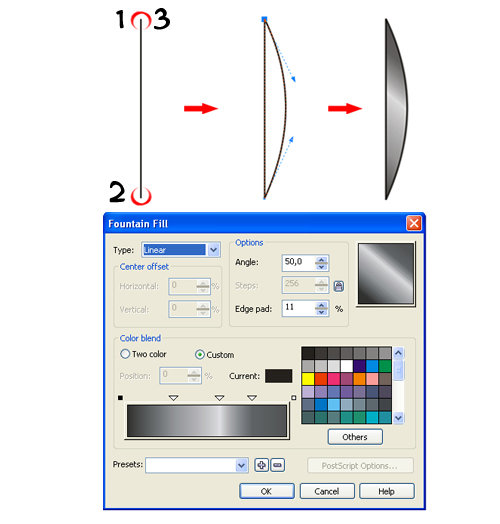 1 3
2
Fountain Fill
Type: Linear
Options
Angle: 50,0
Steps: 256
Edge pad: 11 %
Center offset
Horizontal: 0 %
Vertical: 0 %
Color blend
Two color Custom
Position: 0 % Current:
Others
Presets: PostScript Options...
OK Cancel Help